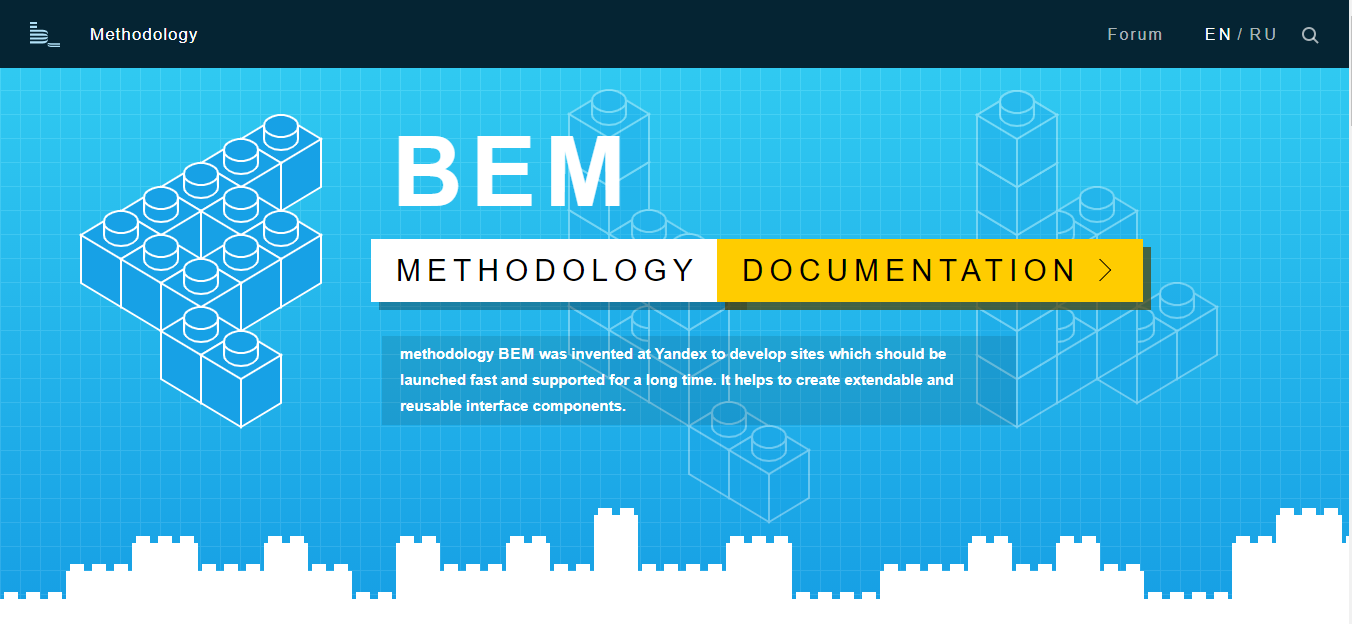 Methodology
Forum
EN / RU
BEM
METHODOLOGY
DOCUMENTATION
methodology BEM was invented at Yandex to develop sites which should be
launched fast and supported for a long time. It helps to create extendable and
reusable interface components.